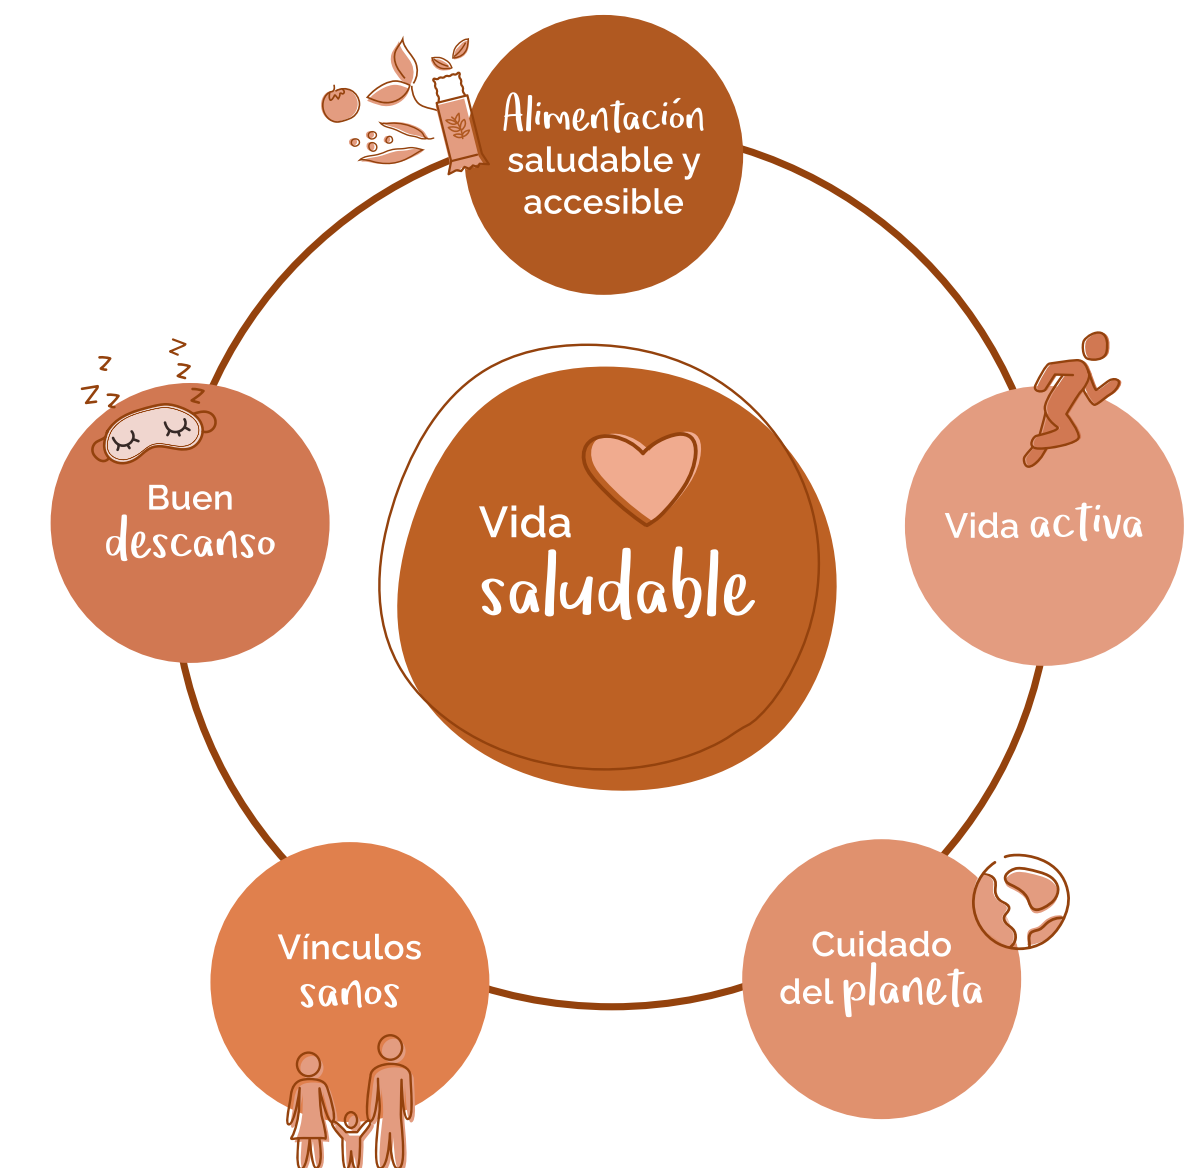 Alimentación
saludable y
accesible
Buen
descanso
Vida
saludable
Vida activa
Vínculos
sanos
Cuidado
del planeta